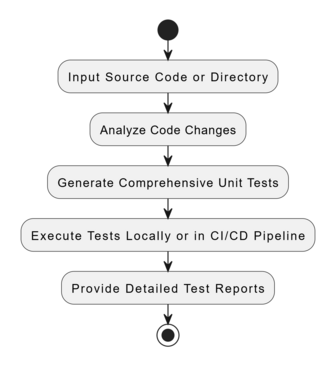 Input Source Code or Directory
Analyze Code Changes
Generate Comprehensive Unit Tests
Execute Tests Locally or in CI/CD Pipeline
Provide Detailed Test Reports